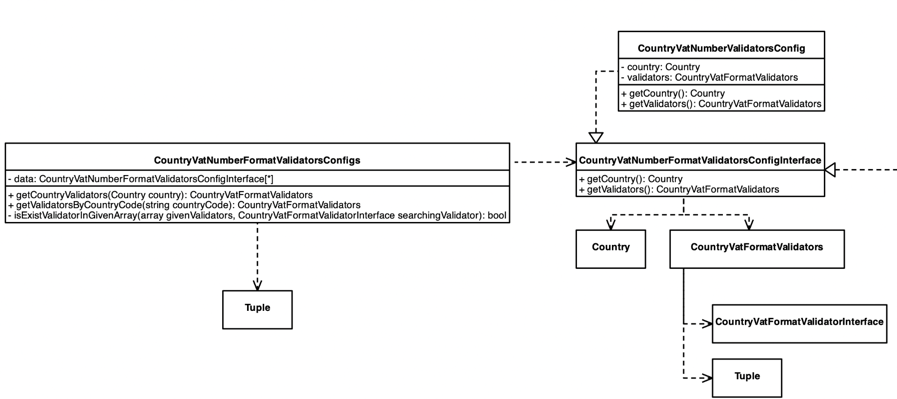 CountryVatNumberValidatorsConfig
- country: Country
- validators: CountryVatFormatValidators
+ getCountry(): Country
+ getValidators(): CountryVatFormatValidators
CountryVatNumberFormatValidatorsConfigs
- data: CountryVatNumberFormatValidatorsConfigInterface[*]
+ getCountryValidators(Country country): CountryVatFormatValidators
+ getValidatorsByCountryCode(string countryCode): CountryVatFormatValidators
- isExistValidatorInGivenArray(array givenValidators, CountryVatFormatValidatorInterface searchingValidator): bool
CountryVatNumberFormatValidatorsConfigInterface
+ getCountry(): Country
+ getValidators(): CountryVatFormatValidators
Country
CountryVatFormatValidators
Tuple
CountryVatFormatValidatorInterface
Tuple